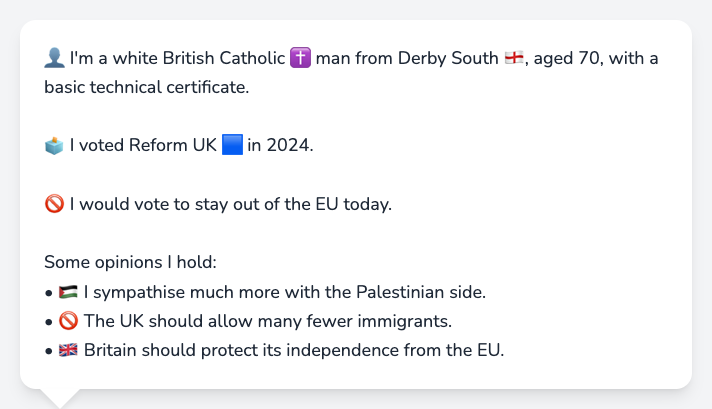 👤 I'm a white British Catholic ✝️ man from Derby South 🏴󠁧󠁢󠁥󠁮󠁧󠁿, aged 70, with a
basic technical certificate.
🗳️ I voted Reform UK 🟦 in 2024.
🚫 I would vote to stay out of the EU today.
Some opinions I hold:
• 🇵🇸 I sympathise much more with the Palestinian side.
• 🚫 The UK should allow many fewer immigrants.
• 🇬🇧 Britain should protect its independence from the EU.